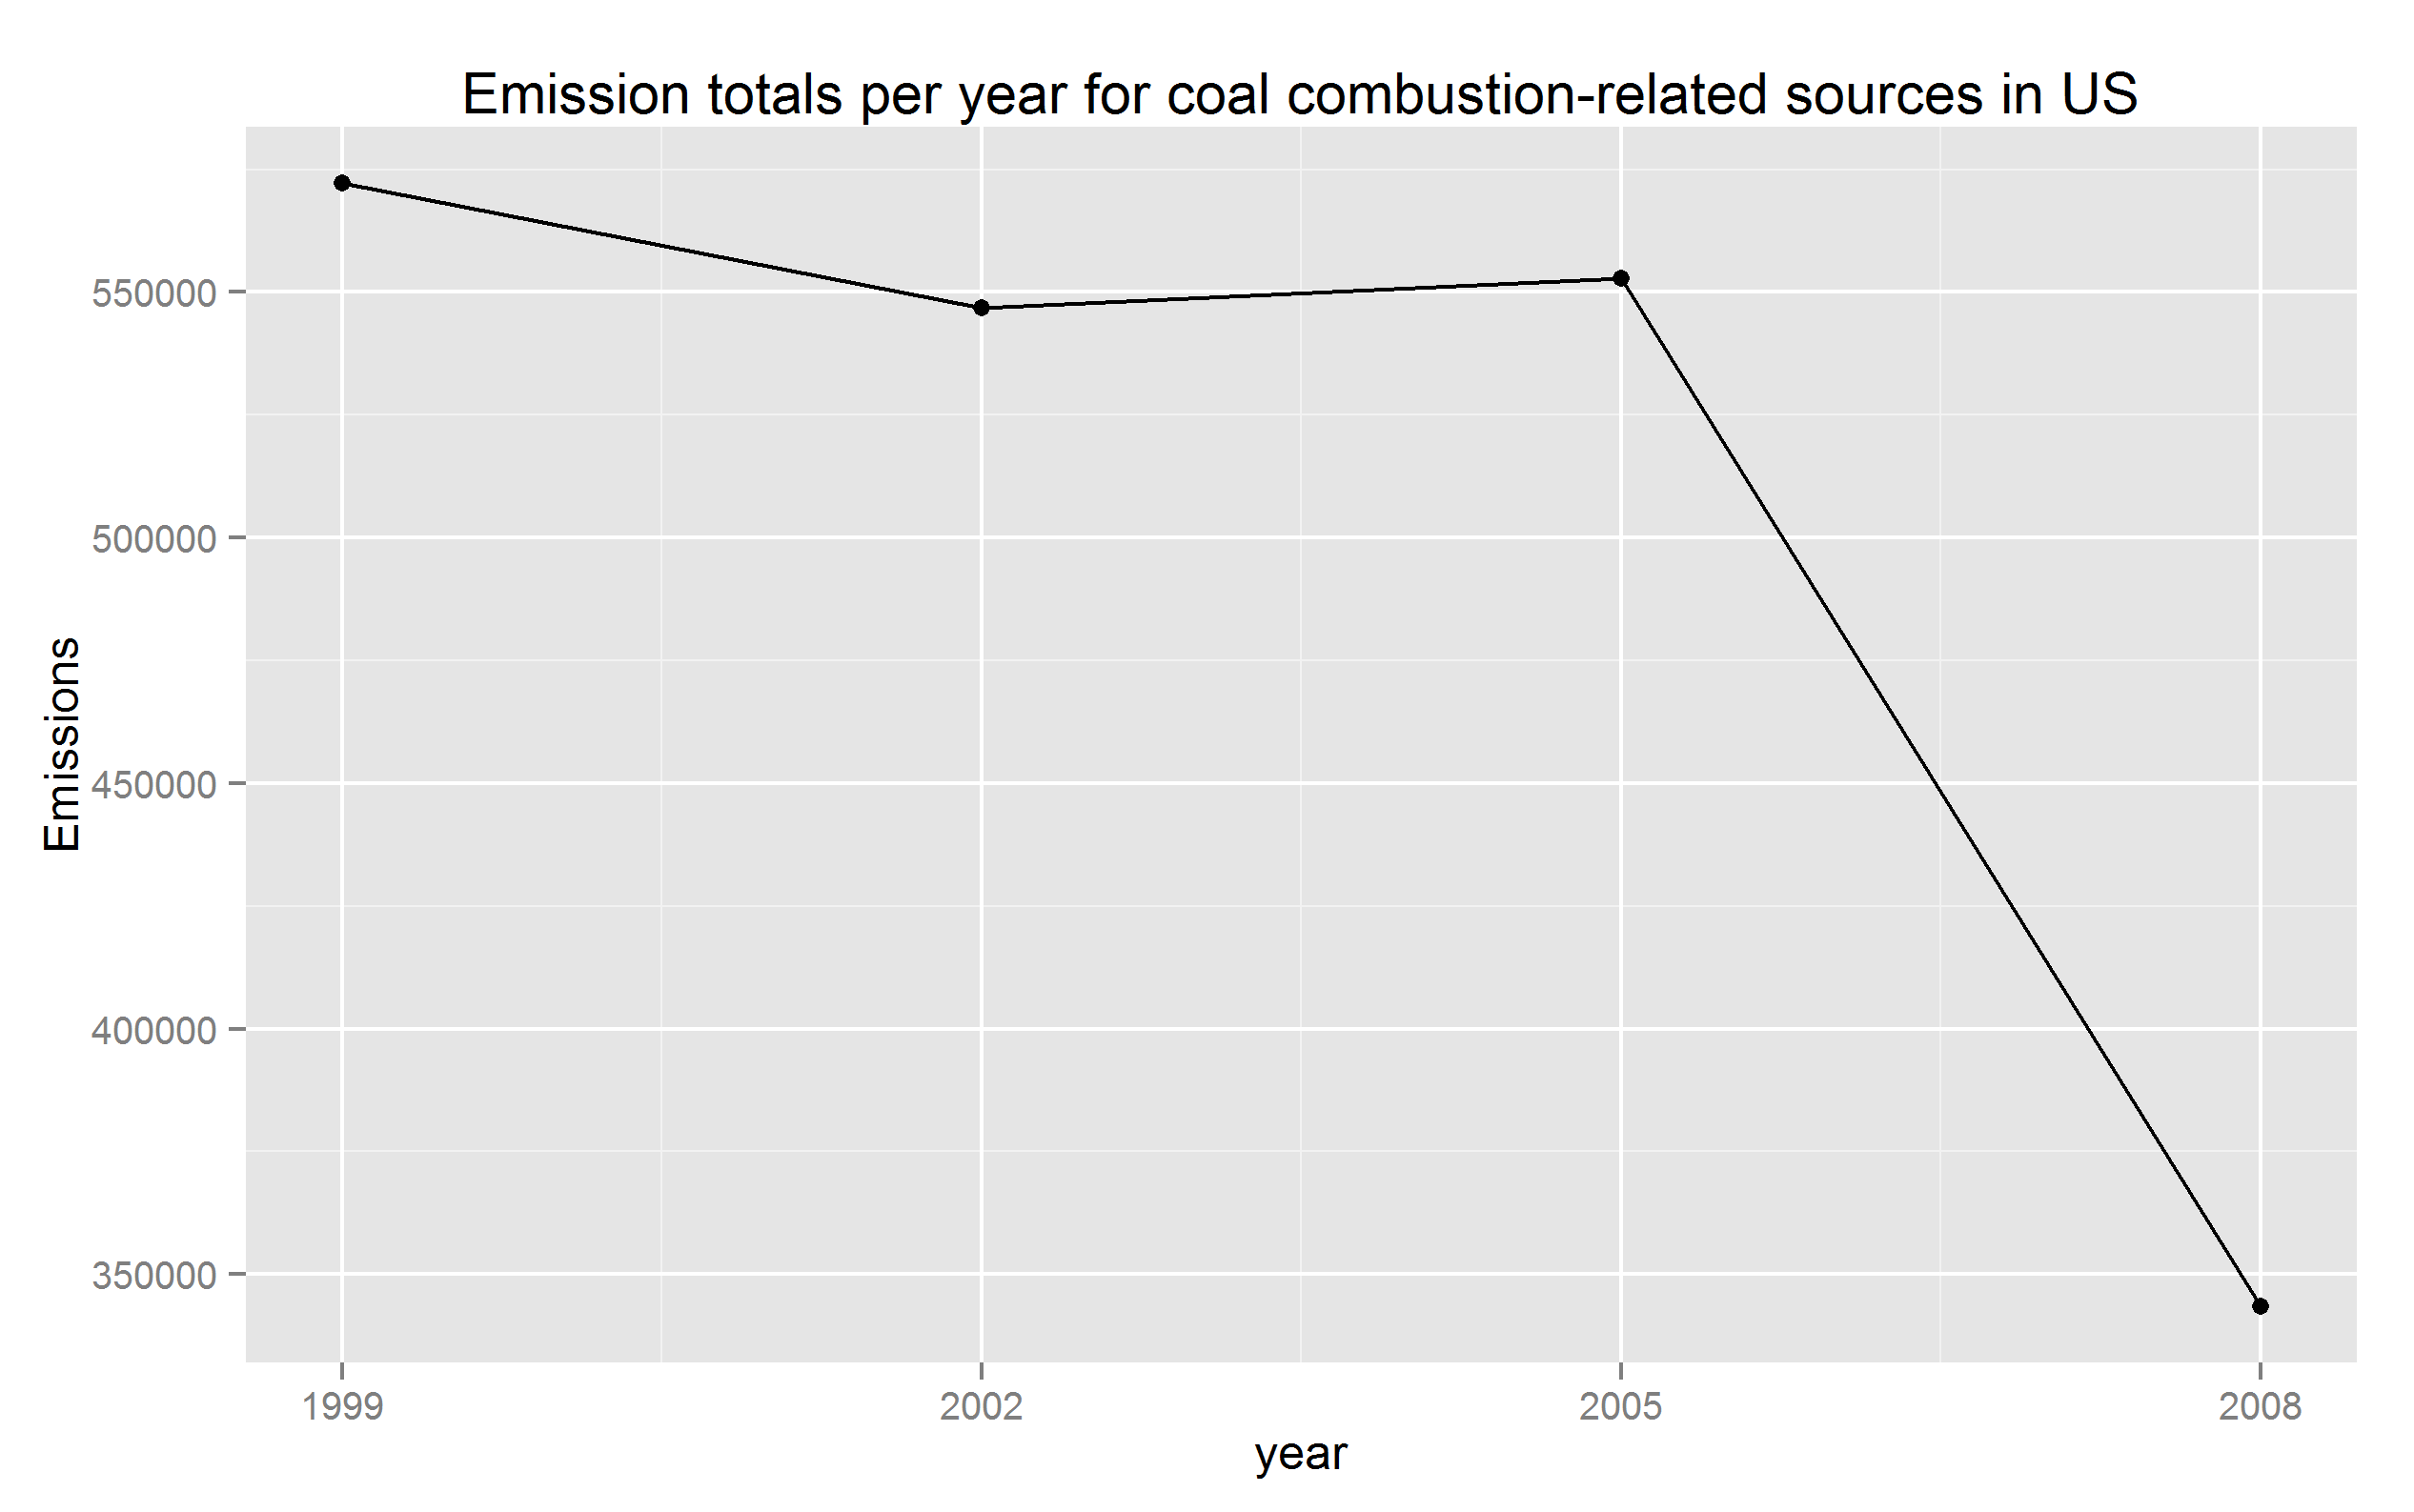 Emission totals per year for coal combustion-related sources in US
Emissions
550000
500000
450000
400000
350000
1999 2002 2005 2008
year